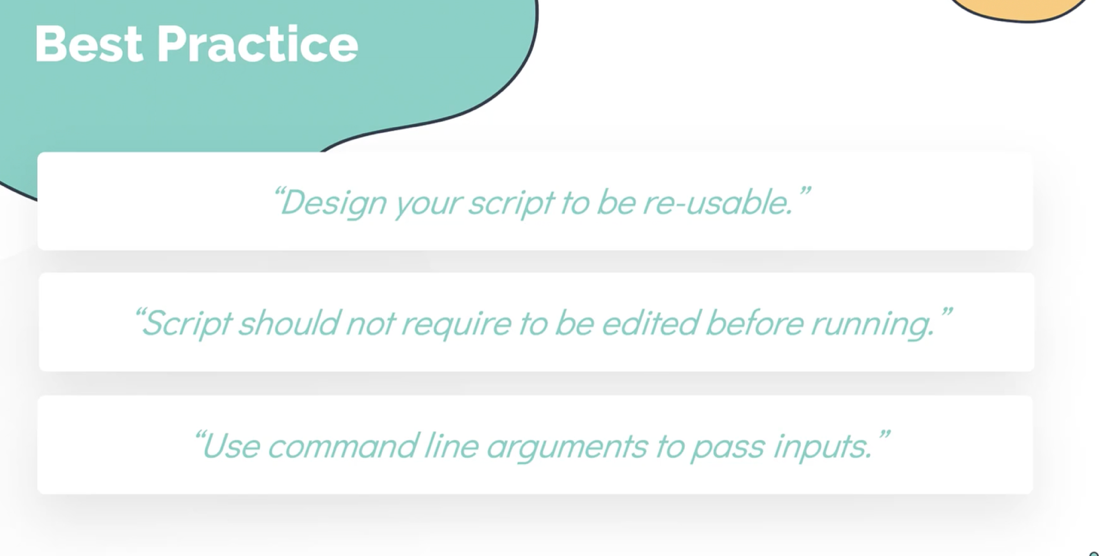 Best Practice
“Design your script to be re-usable.”
“Script should not require to be edited before running.”
“Use command line arguments to pass inputs.”